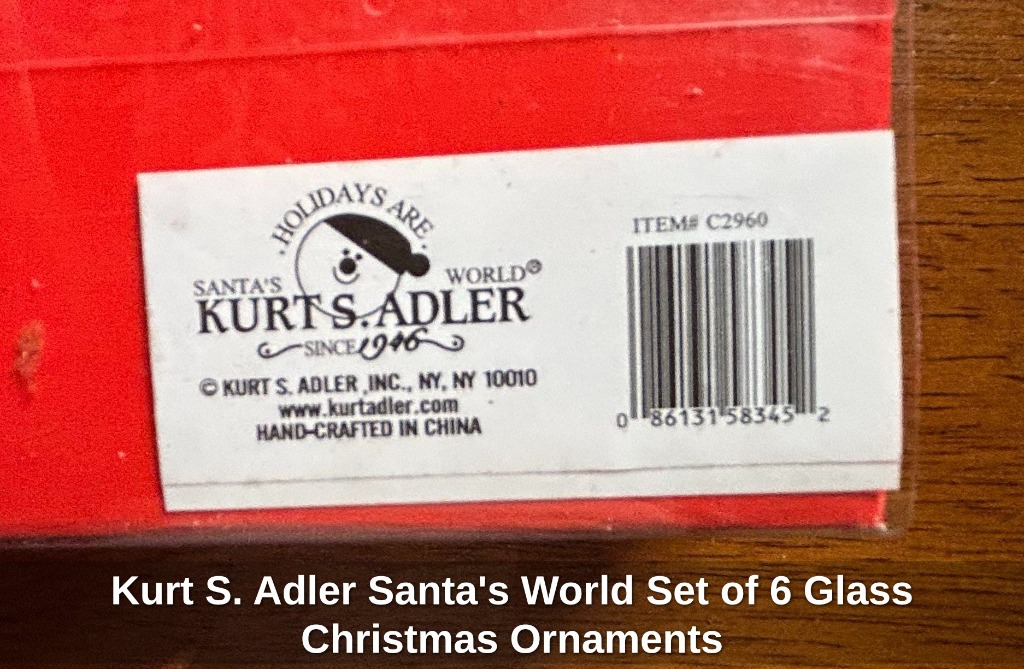 ·HOLIDAYS ARE·
SANTA'S WORLD®
KURT S. ADLER
SINCE 1946
© KURT S. ADLER ,INC., NY, NY 10010
www.kurtadler.com
HAND-CRAFTED IN CHINA
ITEM# C2960
0 86131 58345 2
Kurt S. Adler Santa's World Set of 6 Glass
Christmas Ornaments